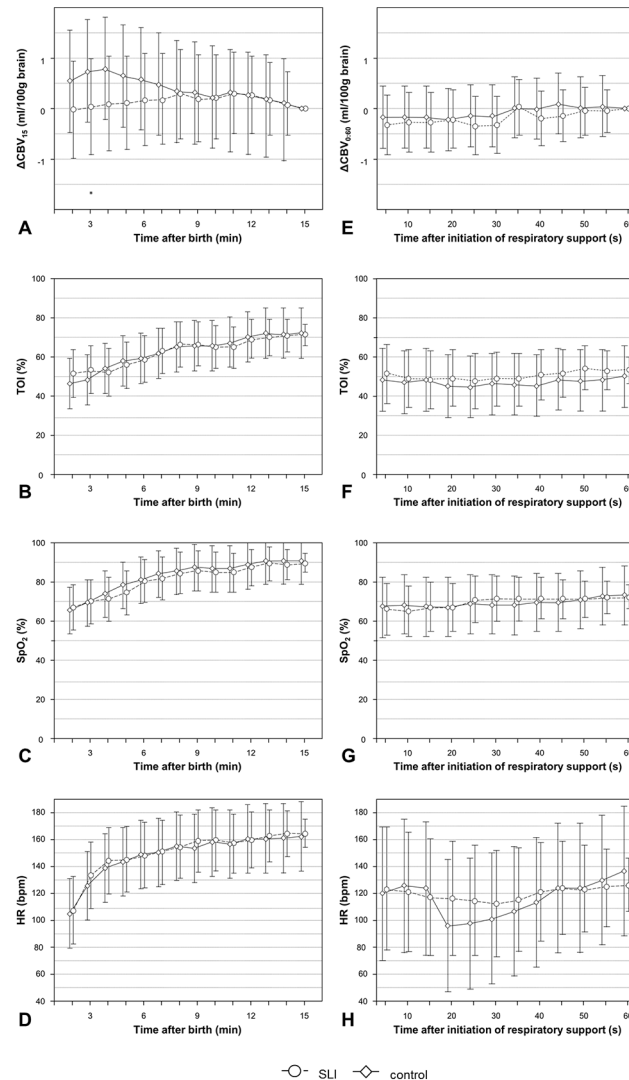 1
0
-1
ΔCBV15 (ml/100g brain)
*
3 6 9 12 15
A
Time after birth (min)
1
0
-1
ΔCBV0:60 (ml/100g brain)
10 20 30 40 50 60
E
Time after initiation of respiratory support (s)
100
80
60
40
20
0
TOI (%)
3 6 9 12 15
B
Time after birth (min)
100
80
60
40
20
0
TOI (%)
10 20 30 40 50 60
F
Time after initiation of respiratory support (s)
100
80
60
40
20
0
SpO2 (%)
3 6 9 12 15
C
Time after birth (min)
100
80
60
40
20
0
SpO2 (%)
10 20 30 40 50 60
G
Time after initiation of respiratory support (s)
180
160
140
120
100
80
60
40
HR (bpm)
3 6 9 12 15
D
Time after birth (min)
180
160
140
120
100
80
60
40
HR (bpm)
10 20 30 40 50 60
H
Time after initiation of respiratory support (s)
SLI control